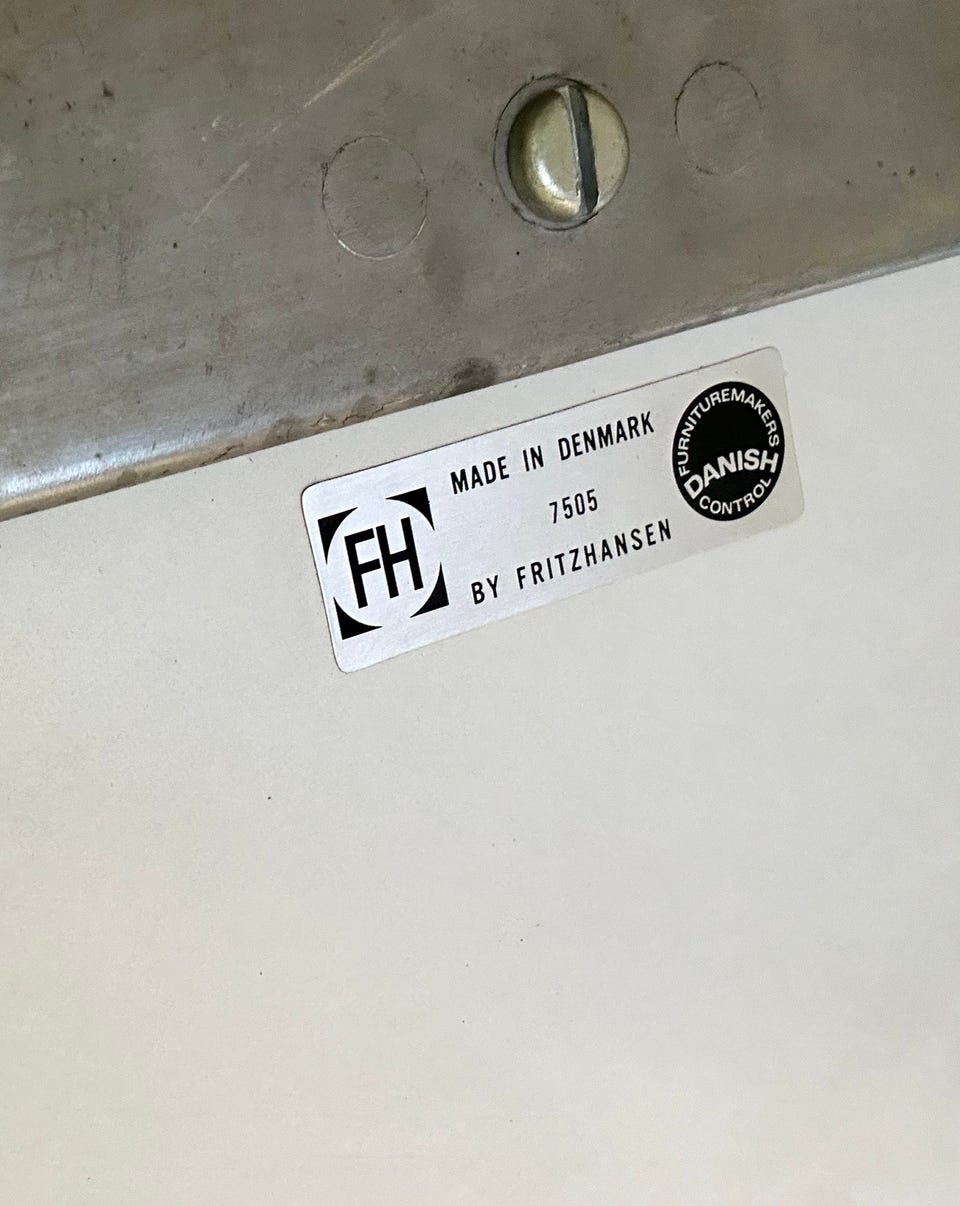 FH
MADE IN DENMARK
7505
BY FRITZHANSEN
FURNITUREMAKERS
DANISH
CONTROL